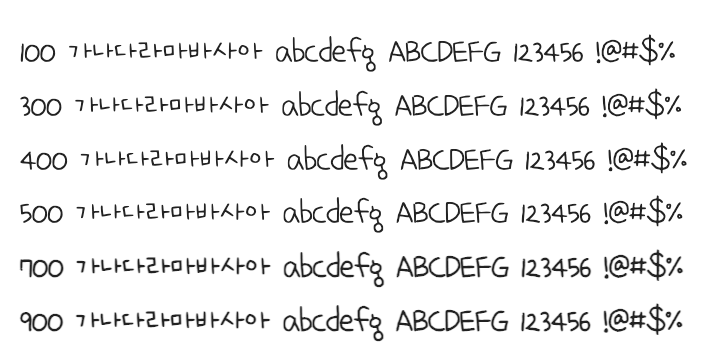 100 가나다라마바사아 abcdefg ABCDEFG 123456 !@#$%
300 가나다라마바사아 abcdefg ABCDEFG 123456 !@#$%
400 가나다라마바사아 abcdefg ABCDEFG 123456 !@#$%
500 가나다라마바사아 abcdefg ABCDEFG 123456 !@#$%
700 가나다라마바사아 abcdefg ABCDEFG 123456 !@#$%
900 가나다라마바사아 abcdefg ABCDEFG 123456 !@#$%